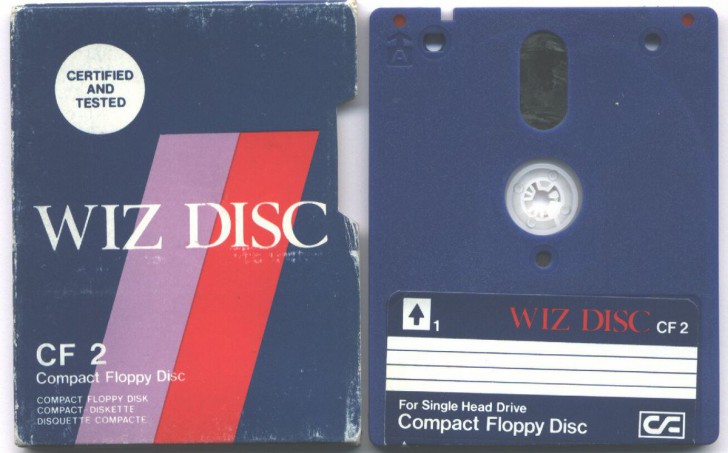 CERTIFIED
AND
TESTED
WIZ DISC
CF 2
Compact Floppy Disc
COMPACT FLOPPY DISK
COMPACT-DISKETTE
DISQUETTE COMPACTE
A
1
WIZ DISC CF 2
For Single Head Drive
Compact Floppy Disc
CF